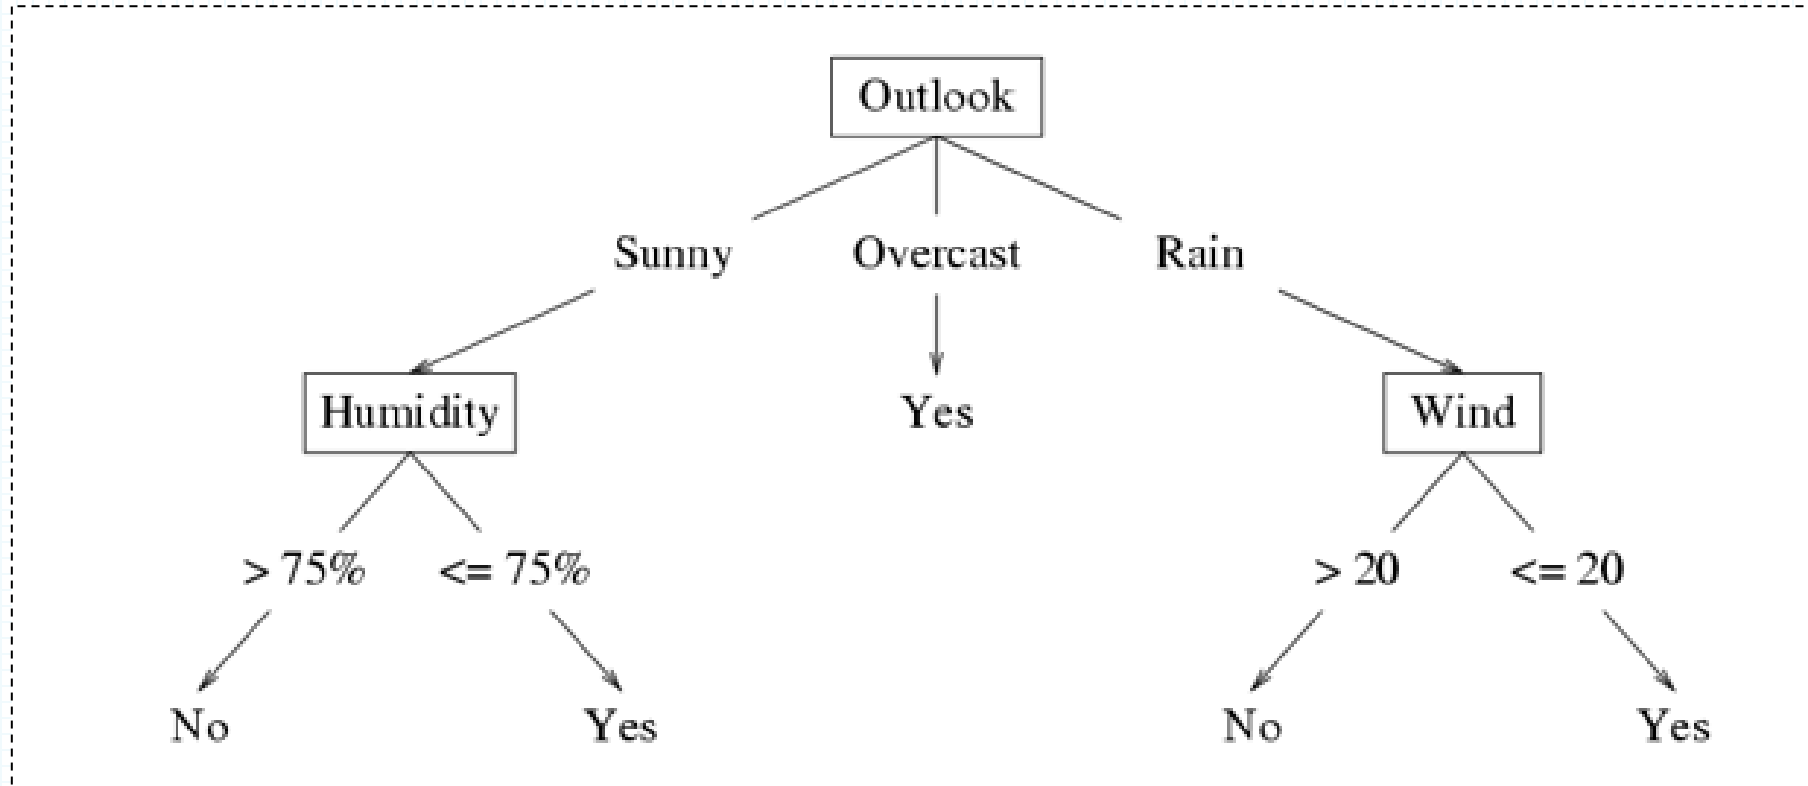 Outlook
Sunny Overcast Rain
Humidity Yes Wind
> 75% <= 75% > 20 <= 20
No Yes No Yes